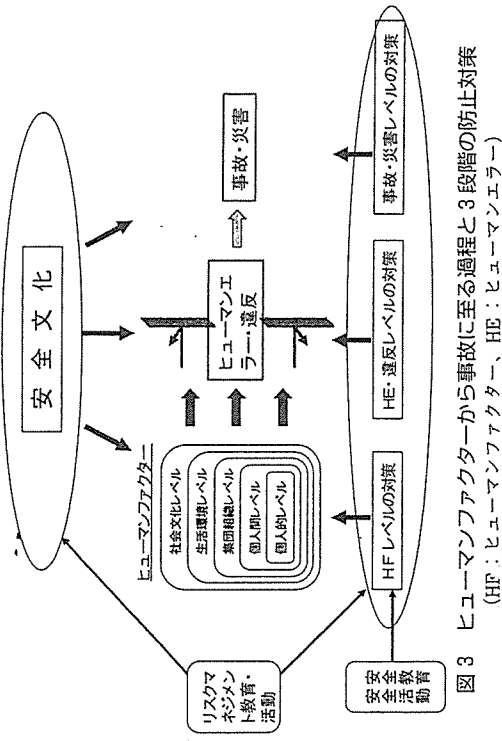 安全文化
ヒューマンファクター
社会文化レベル
生活環境レベル
集団組織レベル
個人間レベル
個人的レベル
ヒューマンエ
ラー・違反
事故・災害
リスクマ
ネジメン
ト教育・
活動
安全教育
安全活動
HFレベルの対策
HE・違反レベルの対策
事故・災害レベルの対策
図3 ヒューマンファクターから事故に至る過程と3段階の防止対策
(HF:ヒューマンファクター、HE:ヒューマンエラー)